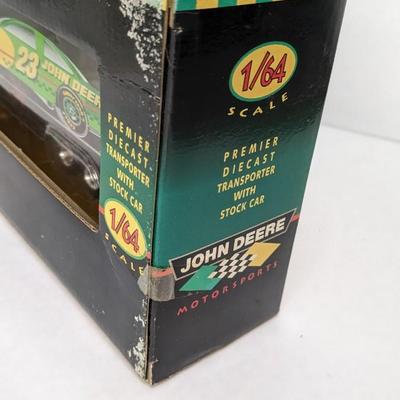 23 JOHN DEERE
PREMIER
DIECAST
TRANSPORTER
WITH
STOCK CAR
1/64
SCALE
1/64
SCALE
PREMIER
DIECAST
TRANSPORTER
WITH
STOCK CAR
JOHN DEERE
MOTORSPORTS